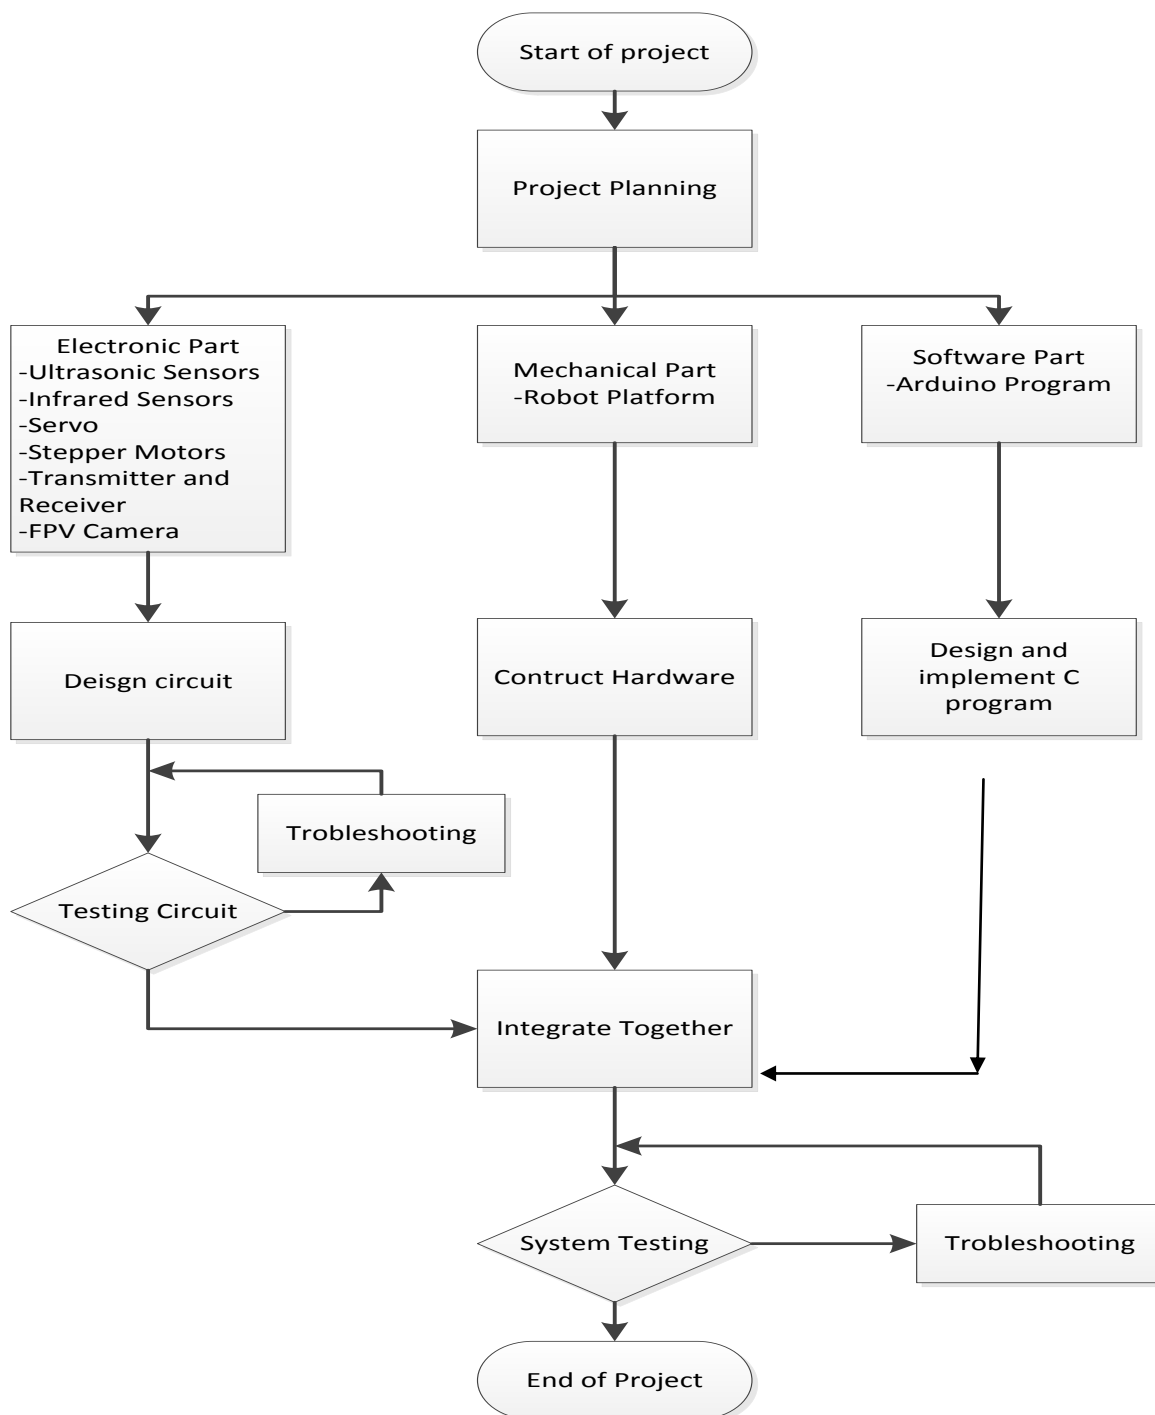 Start of project
Project Planning
Electronic Part
-Ultrasonic Sensors
-Infrared Sensors
-Servo
-Stepper Motors
-Transmitter and
Receiver
-FPV Camera
Mechanical Part
-Robot Platform
Software Part
-Arduino Program
Deisgn circuit
Contruct Hardware
Design and
implement C
program
Trobleshooting
Testing Circuit
Integrate Together
System Testing
Trobleshooting
End of Project